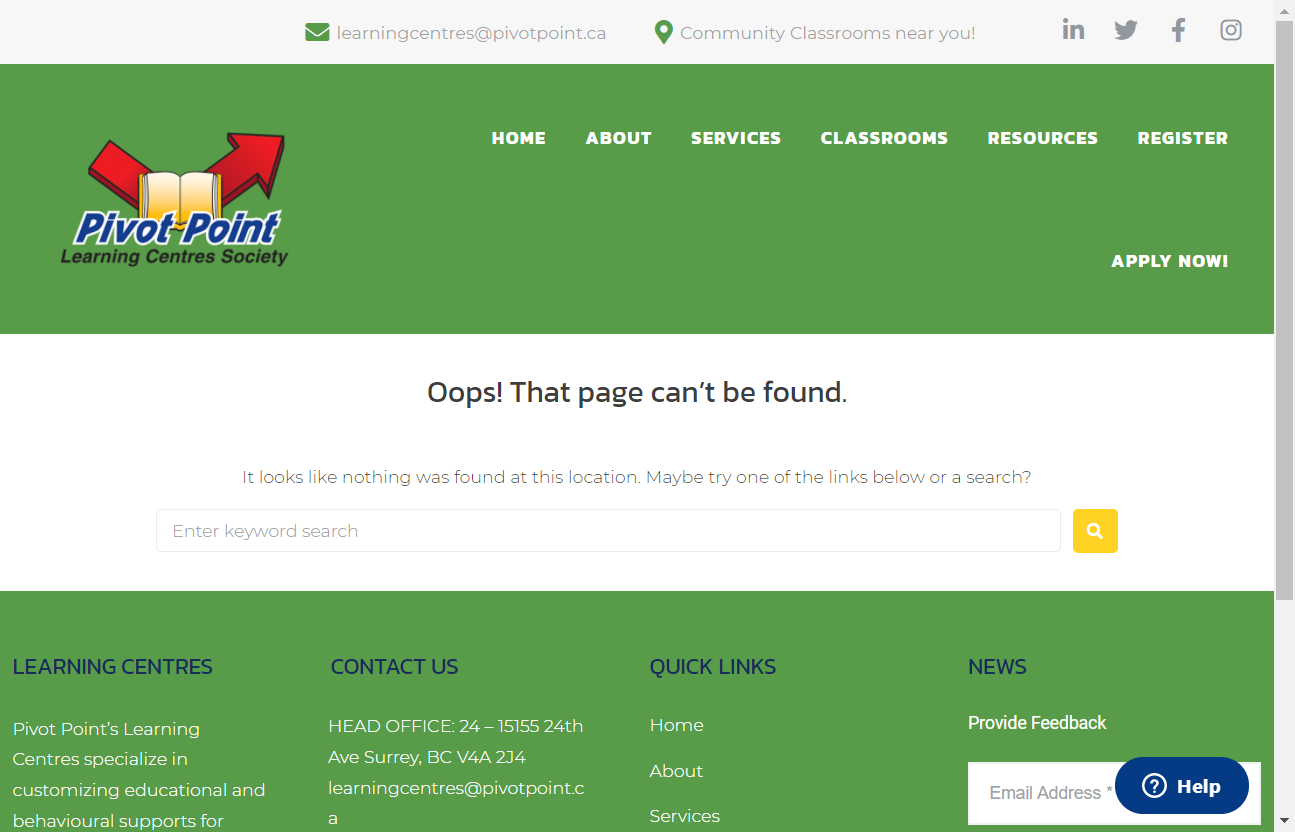 learningcentres@pivotpoint.ca
Community Classrooms near you!
Pivot Point
Learning Centres Society
HOME ABOUT SERVICES CLASSROOMS RESOURCES REGISTER
APPLY NOW!
Oops! That page can’t be found.
It looks like nothing was found at this location. Maybe try one of the links below or a search?
Enter keyword search
LEARNING CENTRES
Pivot Point’s Learning
Centres specialize in
customizing educational and
behavioural supports for
CONTACT US
HEAD OFFICE: 24 – 15155 24th
Ave Surrey, BC V4A 2J4
learningcentres@pivotpoint.c
a
QUICK LINKS
Home
About
Services
NEWS
Provide Feedback
Email Address *
Help